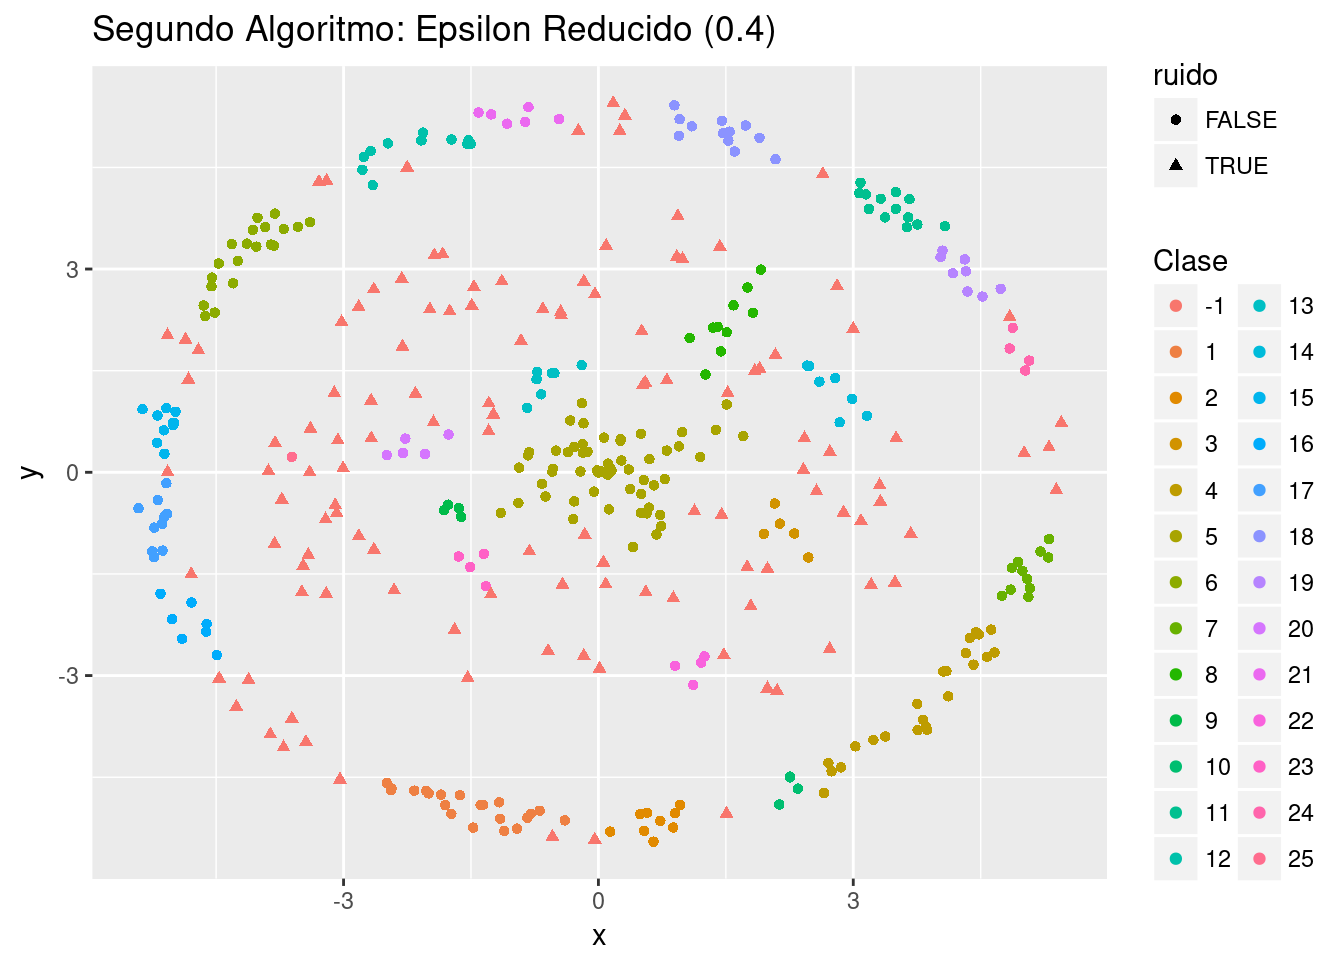 Segundo Algoritmo: Epsilon Reducido (0.4)
ruido
FALSE
TRUE
Clase
-1 13
1 14
2 15
3 16
4 17
5 18
6 19
7 20
8 21
9 22
10 23
11 24
12 25
3
0
-3
y
-3 0 3
x